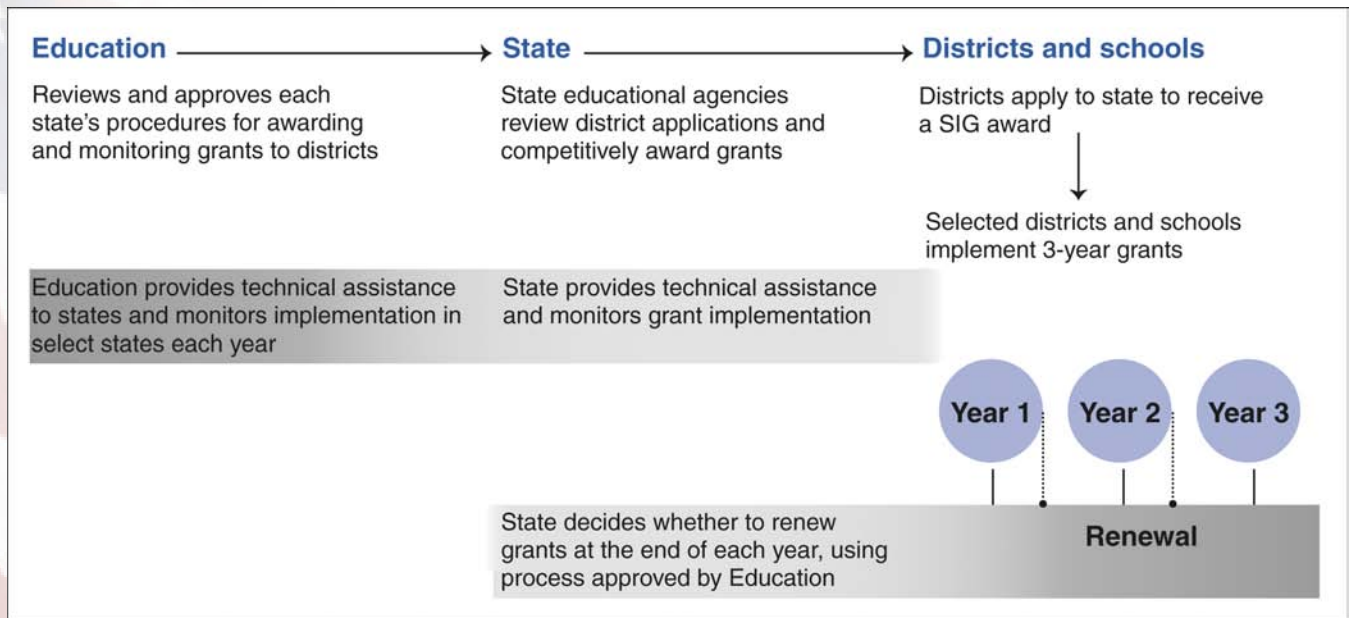 Education
State
Districts and schools
Reviews and approves each
state's procedures for awarding
and monitoring grants to districts
State educational agencies
review district applications and
competitively award grants
Districts apply to state to receive
a SIG award
Selected districts and schools
implement 3-year grants
Education provides technical assistance
to states and monitors implementation in
select states each year
State provides technical assistance
and monitors grant implementation
Year 1
Year 2
Year 3
State decides whether to renew
grants at the end of each year, using
process approved by Education
Renewal